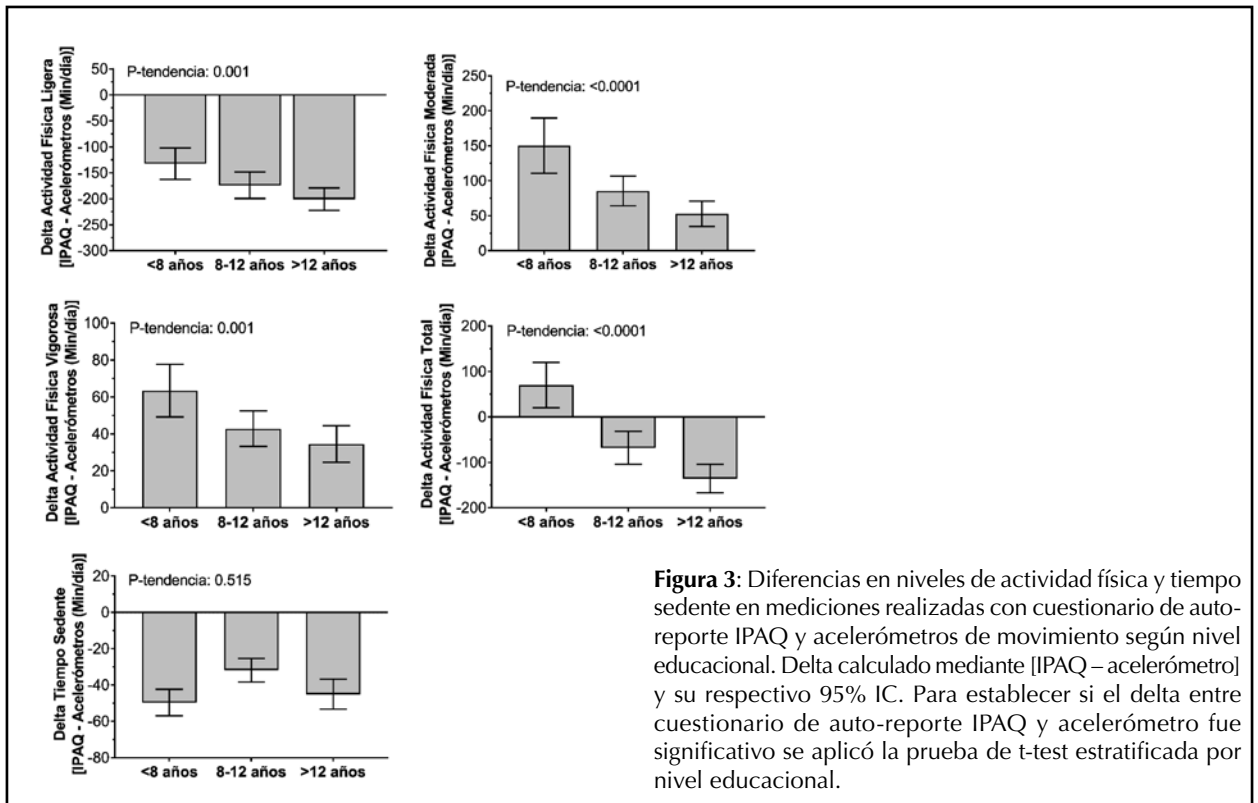 Delta Actividad Física Ligera
[IPAQ - Acelerómetros (Min/día)]
P-tendencia: 0.001
50
0
-50
-100
-150
-200
-250
-300
<8 años 8-12 años >12 años
Delta Actividad Física Moderada
[IPAQ - Acelerómetros (Min/día)]
P-tendencia: <0.0001
250
200
150
100
50
0
<8 años 8-12 años >12 años
Delta Actividad Física Vigorosa
[IPAQ - Acelerómetros (Min/día)]
P-tendencia: 0.001
100
80
60
40
20
0
<8 años 8-12 años >12 años
Delta Actividad Física Total
[IPAQ - Acelerómetros (Min/día)]
P-tendencia: <0.0001
200
100
0
-100
-200
<8 años 8-12 años >12 años
Delta Tiempo Sedente
[IPAQ - Acelerómetros (Min/día)]
P-tendencia: 0.515
20
0
-20
-40
-60
-80
<8 años 8-12 años >12 años
Figura 3: Diferencias en niveles de actividad física y tiempo
sedente en mediciones realizadas con cuestionario de auto-
reporte IPAQ y acelerómetros de movimiento según nivel
educacional. Delta calculado mediante [IPAQ – acelerómetro]
y su respectivo 95% IC. Para establecer si el delta entre
cuestionario de auto-reporte IPAQ y acelerómetro fue
significativo se aplicó la prueba de t-test estratificada por
nivel educacional.